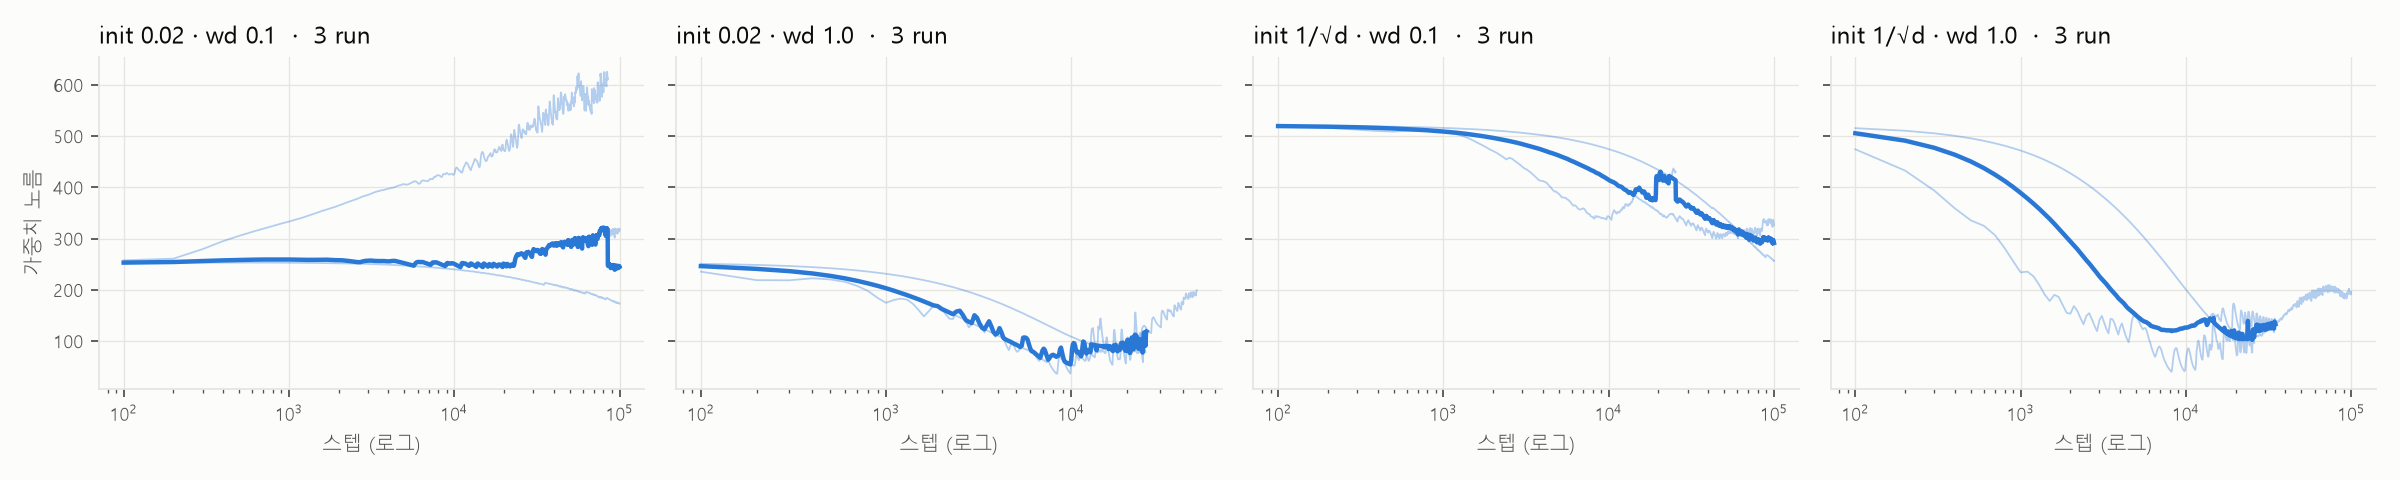 init 0.02 · wd 0.1 · 3 run
init 0.02 · wd 1.0 · 3 run
init 1/√d · wd 0.1 · 3 run
init 1/√d · wd 1.0 · 3 run
가중치 노름
600
500
400
300
200
100
10² 10³ 10⁴ 10⁵
10² 10³ 10⁴
10² 10³ 10⁴ 10⁵
10² 10³ 10⁴ 10⁵
스텝 (로그)
스텝 (로그)
스텝 (로그)
스텝 (로그)